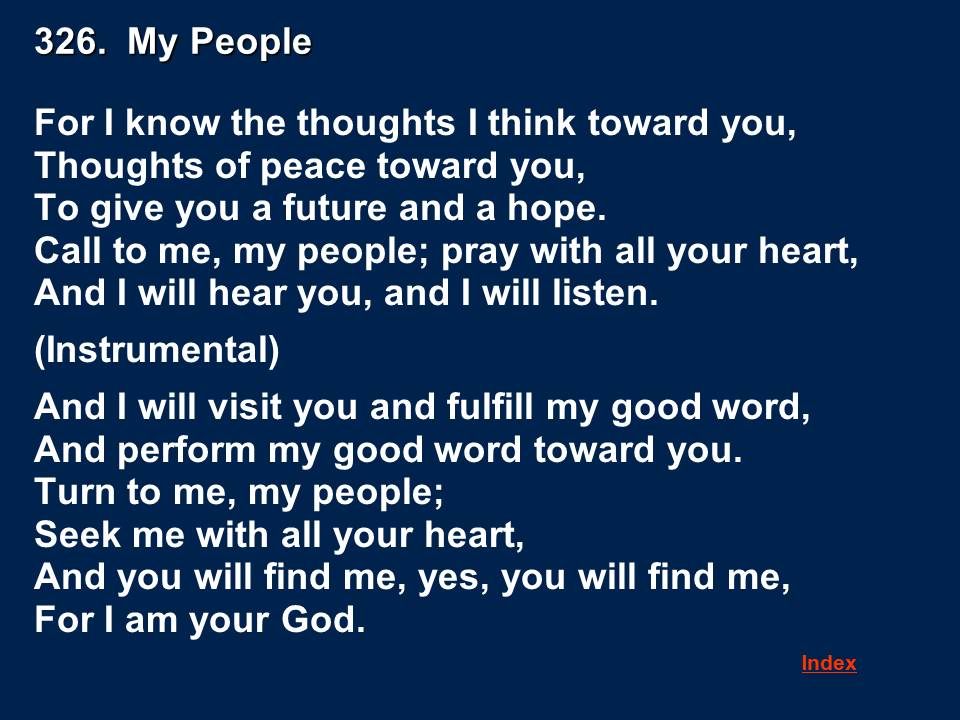 326.  My People
For I know the thoughts I think toward you,
Thoughts of peace toward you,
To give you a future and a hope.
Call to me, my people; pray with all your heart,
And I will hear you, and I will listen.
(Instrumental)
And I will visit you and fulfill my good word,
And perform my good word toward you.
Turn to me, my people;
Seek me with all your heart,
And you will find me, yes, you will find me,
For I am your God.
Index